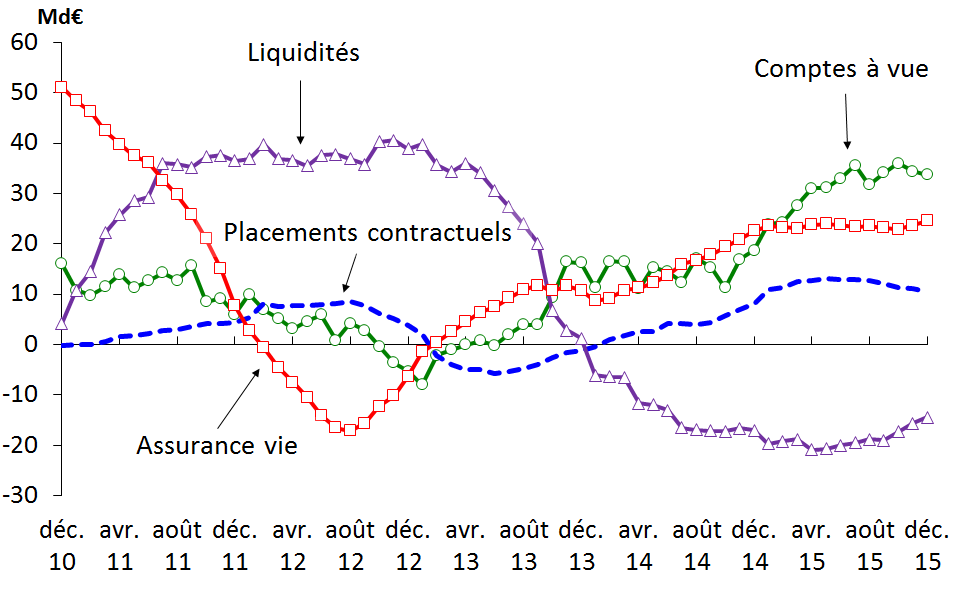 Md€
60
50
40
30
20
10
0
-10
-20
-30
Liquidités
Comptes à vue
Placements contractuels
Assurance vie
déc. avr. août déc. avr. août déc. avr. août déc. avr. août déc. avr. août déc.
10 11 11 11 12 12 12 13 13 13 14 14 14 15 15 15